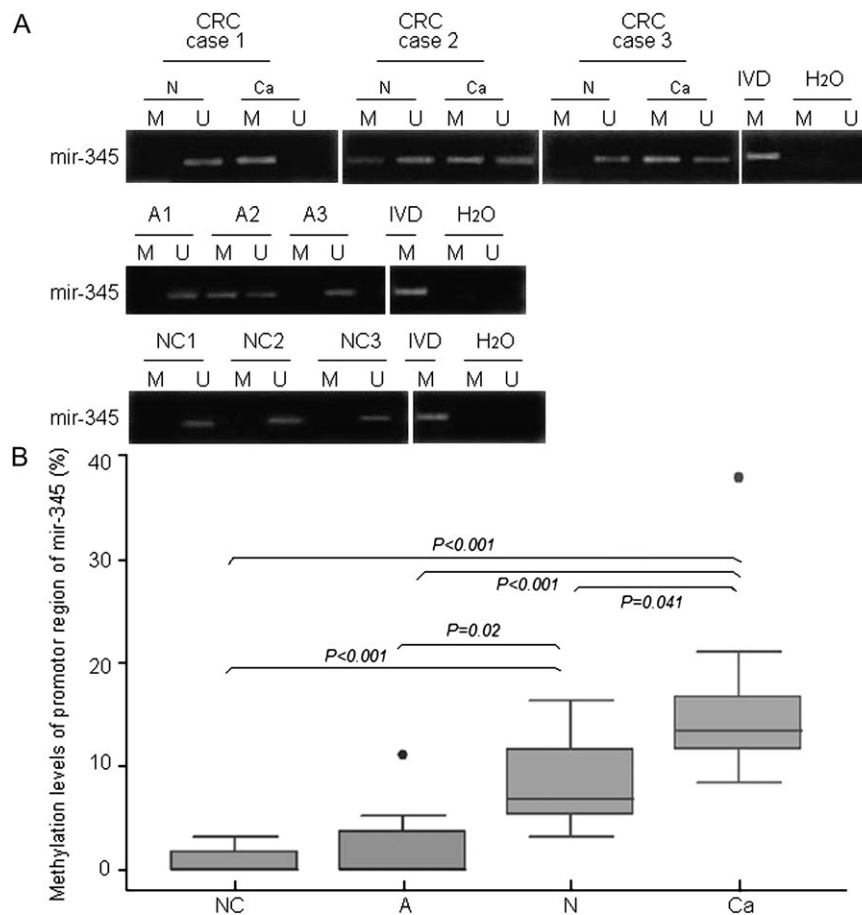 A
CRC case 1 CRC case 2 CRC case 3
N Ca N Ca N Ca IVD H2O
M U M U M U M U M U M U M M U
mir-345
A1 A2 A3 IVD H2O
M U M U M U M M U
mir-345
NC1 NC2 NC3 IVD H2O
M U M U M U M M U
mir-345
B
Methylation levels of promotor region of mir-345 (%)
40
30
20
10
0
P<0.001
P<0.001
P=0.041
P=0.02
P<0.001
NC A N Ca